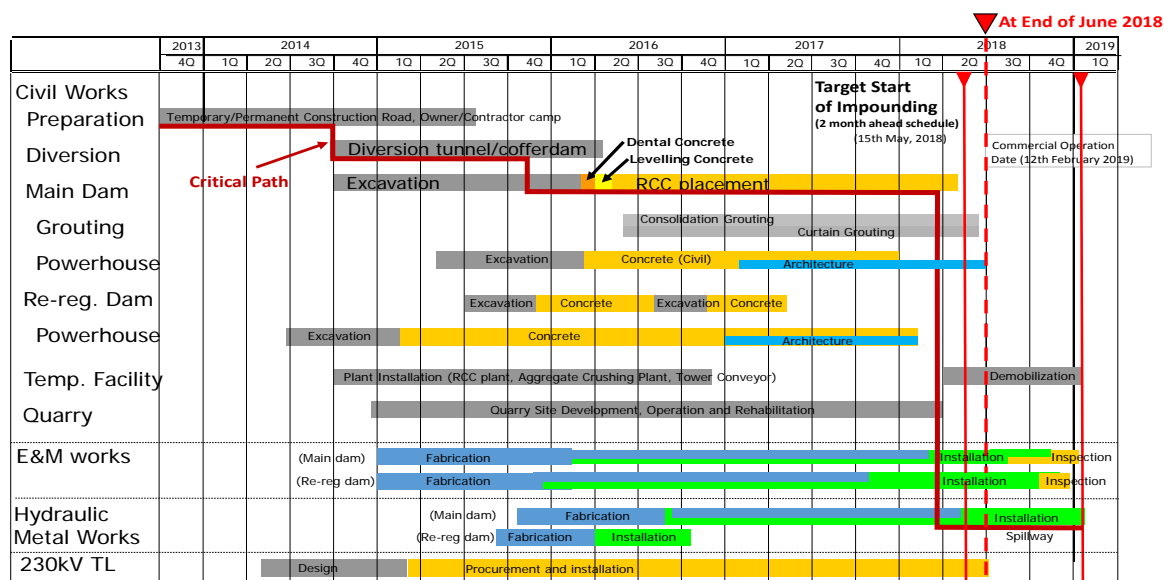 At End of June 2018
2013 2014 2015 2016 2017 2018 2019
4Q 1Q 2Q 3Q 4Q 1Q 2Q 3Q 4Q 1Q 2Q 3Q 4Q 1Q 2Q 3Q 4Q 1Q 2Q 3Q 4Q 1Q
Civil Works
Target Start
of Impounding
(2 month ahead schedule)
(15th May, 2018)
Preparation
Temporary/Permanent Construction Road, Owner/Contractor camp
Commercial Operation
Date (12th February 2019)
Diversion
Diversion tunnel/cofferdam
Dental Concrete
Levelling Concrete
Critical Path
Main Dam
Excavation RCC placement
Grouting
Consolidation Grouting
Curtain Grouting
Powerhouse
Excavation Concrete (Civil)
Architecture
Re-reg. Dam
Excavation Concrete Excavation Concrete
Powerhouse
Excavation Concrete
Architecture
Temp. Facility
Plant Installation (RCC plant, Aggregate Crushing Plant, Tower Conveyor) Demobilization
Quarry
Quarry Site Development, Operation and Rehabilitation
E&M works
(Main dam) Fabrication Installation Inspection
(Re-reg dam) Fabrication Installation Inspection
Hydraulic
Metal Works
(Main dam) Fabrication Installation
(Re-reg dam) Fabrication Installation Spillway
230kV TL
Design Procurement and installation